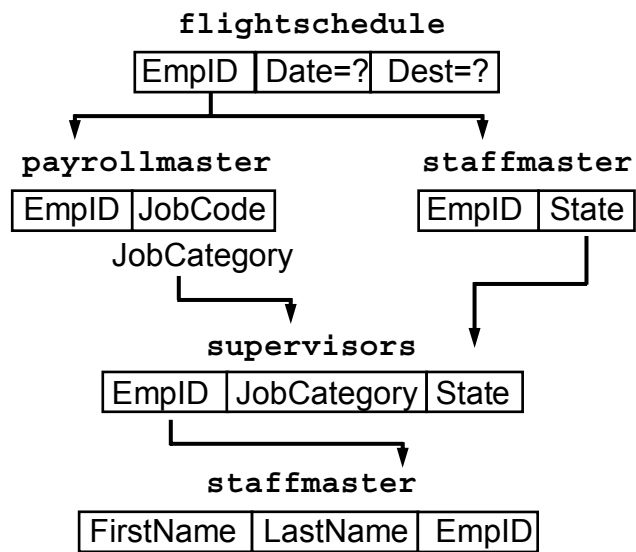 flightschedule
EmpID Date=? Dest=?
payrollmaster staffmaster
EmpID JobCode EmpID State
JobCategory
supervisors
EmpID JobCategory State
staffmaster
FirstName LastName EmpID